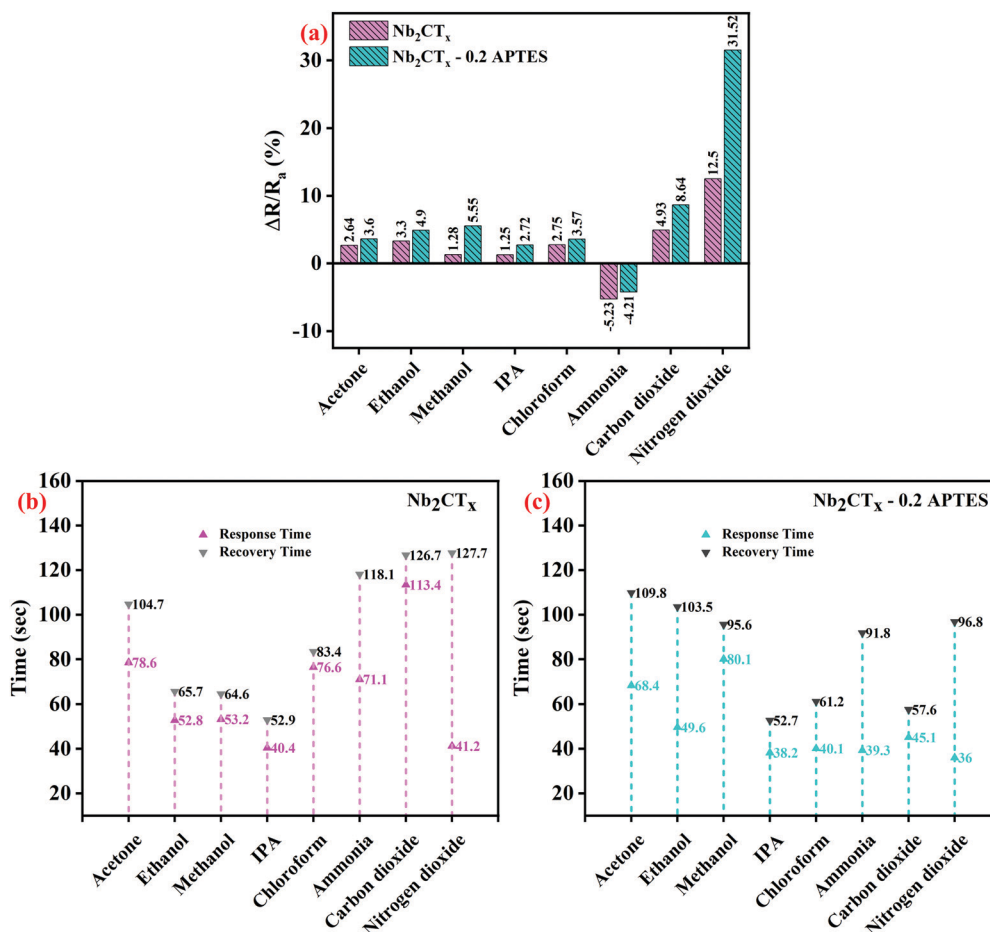 (a)
Nb₂CTₓ
Nb₂CTₓ - 0.2 APTES
ΔR/Rₐ (%)
30
20
10
0
-10
2.64
3.6
3.3
4.9
1.28
5.55
1.25
2.72
2.75
3.57
-5.23
-4.21
4.93
8.64
12.5
31.52
Acetone
Ethanol
Methanol
IPA
Chloroform
Ammonia
Carbon dioxide
Nitrogen dioxide
(b)
Nb₂CTₓ
Response Time
Recovery Time
Time (sec)
160
140
120
100
80
60
40
20
104.7
78.6
65.7
52.8
64.6
53.2
52.9
40.4
83.4
76.6
118.1
71.1
126.7
113.4
127.7
41.2
Acetone
Ethanol
Methanol
IPA
Chloroform
Ammonia
Carbon dioxide
Nitrogen dioxide
(c)
Nb₂CTₓ - 0.2 APTES
Response Time
Recovery Time
Time (sec)
160
140
120
100
80
60
40
20
109.8
68.4
103.5
49.6
95.6
80.1
52.7
38.2
61.2
40.1
91.8
39.3
57.6
45.1
96.8
36
Acetone
Ethanol
Methanol
IPA
Chloroform
Ammonia
Carbon dioxide
Nitrogen dioxide